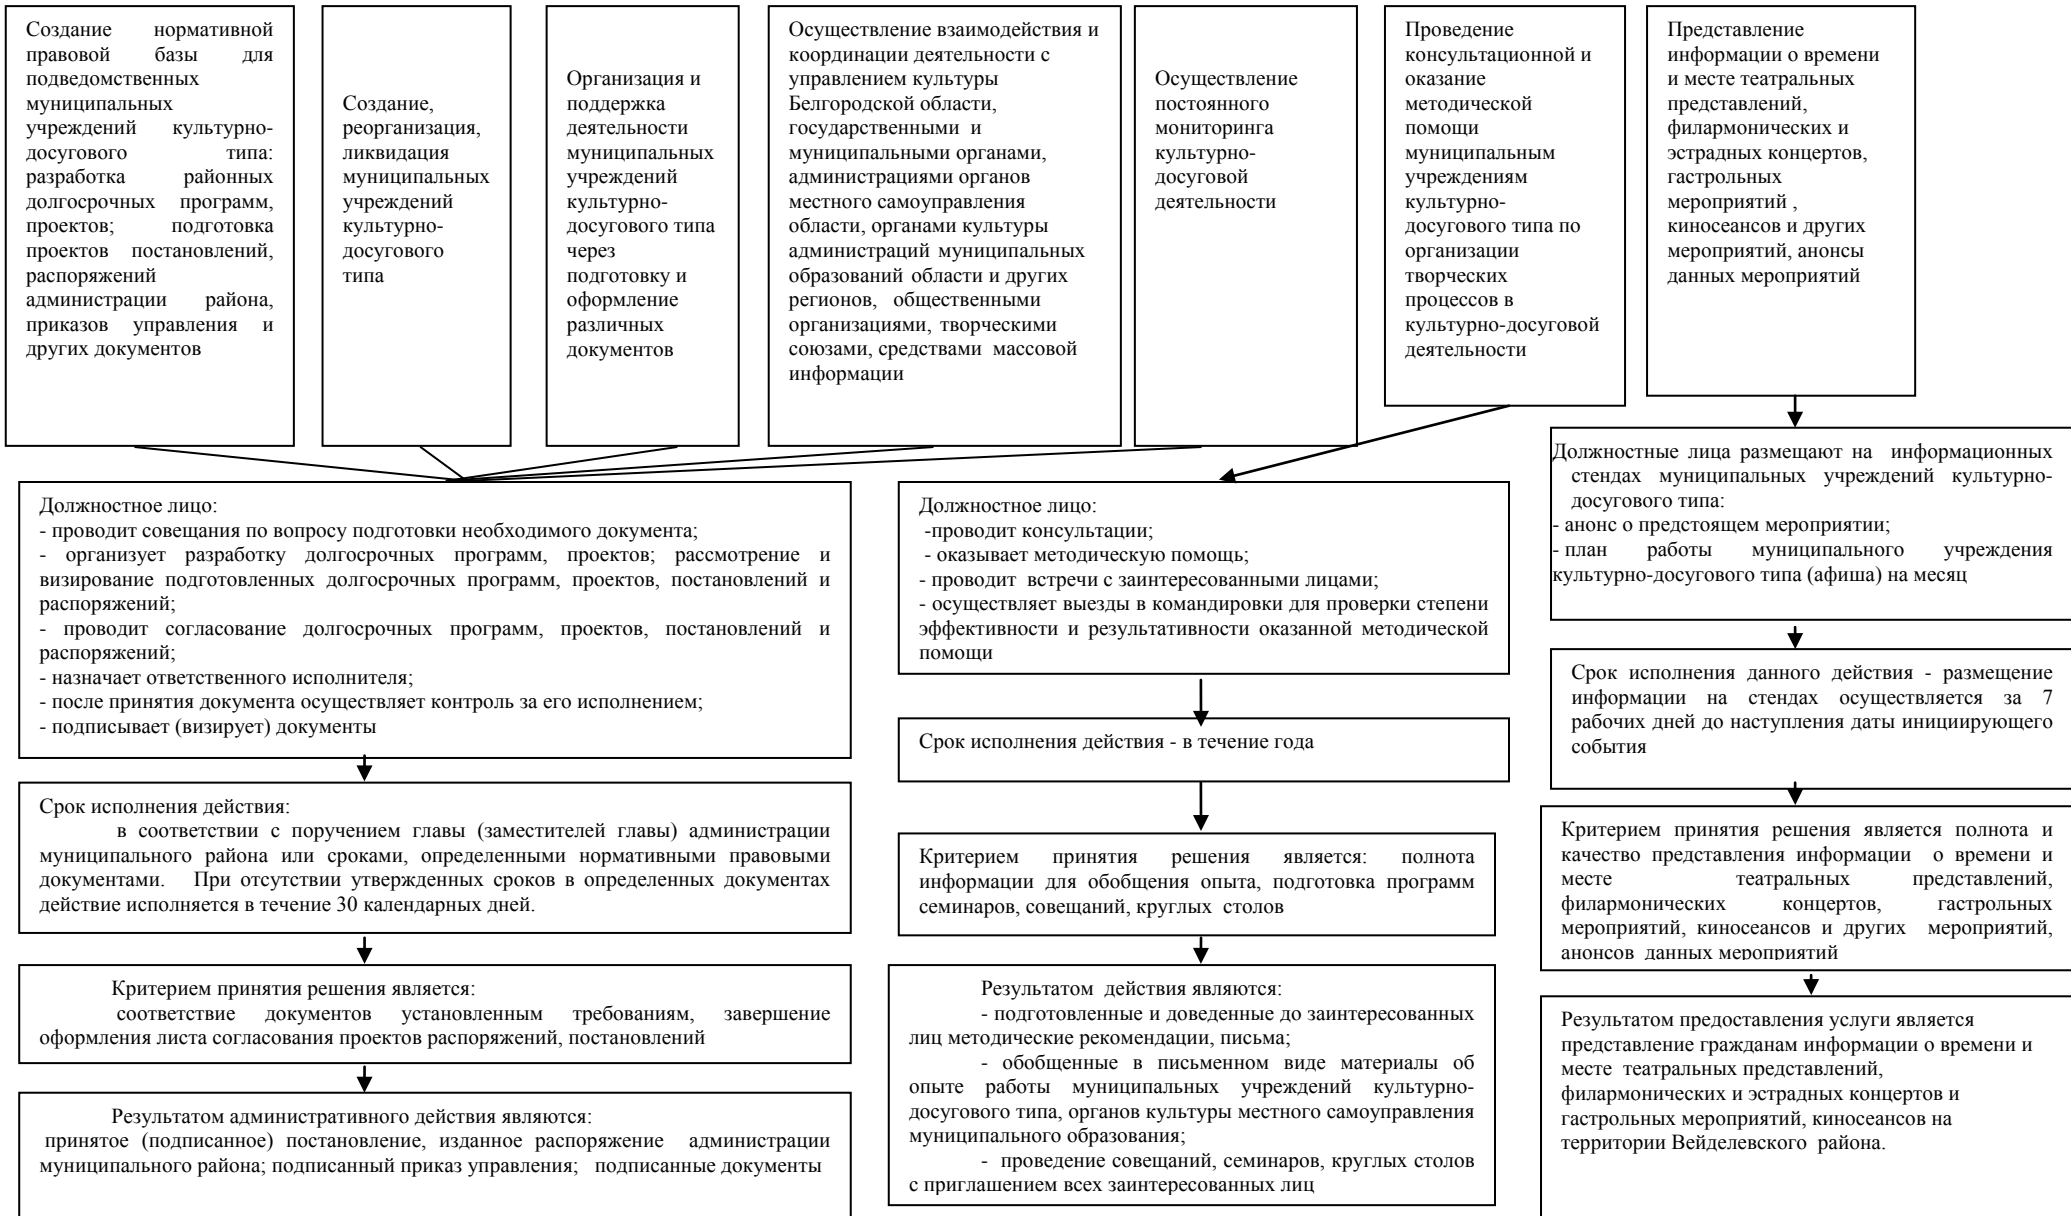 Создание нормативной
правовой базы для
подведомственных
муниципальных
учреждений культурно-
досугового типа:
разработка районных
долгосрочных программ,
проектов; подготовка
проектов постановлений,
распоряжений
администрации района,
приказов управления и
других документов
Создание,
реорганизация,
ликвидация
муниципальных
учреждений
культурно-
досугового
типа
Организация и
поддержка
деятельности
муниципальных
учреждений
культурно-
досугового типа
через
подготовку и
оформление
различных
документов
Осуществление взаимодействия и
координации деятельности с
управлением культуры
Белгородской области,
государственными и
муниципальными органами,
администрациями органов
местного самоуправления
области, органами культуры
администраций муниципальных
образований области и других
регионов, общественными
организациями, творческими
союзами, средствами массовой
информации
Осуществление
постоянного
мониторинга
культурно-
досуговой
деятельности
Проведение
консультационной и
оказание
методической
помощи
муниципальным
учреждениям
культурно-
досугового типа по
организации
творческих
процессов в
культурно-досуговой
деятельности
Представление
информации о времени
и месте театральных
представлений,
филармонических и
эстрадных концертов,
гастрольных
мероприятий ,
киносеансов и других
мероприятий, анонсы
данных мероприятий
Должностное лицо:
- проводит совещания по вопросу подготовки необходимого документа;
- организует разработку долгосрочных программ, проектов; рассмотрение и
визирование подготовленных долгосрочных программ, проектов, постановлений и
распоряжений;
- проводит согласование долгосрочных программ, проектов, постановлений и
распоряжений;
- назначает ответственного исполнителя;
- после принятия документа осуществляет контроль за его исполнением;
- подписывает (визирует) документы
Срок исполнения действия:
в соответствии с поручением главы (заместителей главы) администрации
муниципального района или сроками, определенными нормативными правовыми
документами. При отсутствии утвержденных сроков в определенных документах
действие исполняется в течение 30 календарных дней.
Критерием принятия решения является:
соответствие документов установленным требованиям, завершение
оформления листа согласования проектов распоряжений, постановлений
Результатом административного действия являются:
принятое (подписанное) постановление, изданное распоряжение администрации
муниципального района; подписанный приказ управления; подписанные документы
Должностное лицо:
-проводит консультации;
- оказывает методическую помощь;
- проводит встречи с заинтересованными лицами;
- осуществляет выезды в командировки для проверки степени
эффективности и результативности оказанной методической
помощи
Срок исполнения действия - в течение года
Критерием принятия решения является: полнота
информации для обобщения опыта, подготовка программ
семинаров, совещаний, круглых столов
Результатом действия являются:
- подготовленные и доведенные до заинтересованных
лиц методические рекомендации, письма;
- обобщенные в письменном виде материалы об
опыте работы муниципальных учреждений культурно-
досугового типа, органов культуры местного самоуправления
муниципального образования;
- проведение совещаний, семинаров, круглых столов
с приглашением всех заинтересованных лиц
Должностные лица размещают на информационных
стендах муниципальных учреждений культурно-
досугового типа:
- анонс о предстоящем мероприятии;
- план работы муниципального учреждения
культурно-досугового типа (афиша) на месяц
Срок исполнения данного действия - размещение
информации на стендах осуществляется за 7
рабочих дней до наступления даты инициирующего
события
Критерием принятия решения является полнота и
качество представления информации о времени и
месте театральных представлений,
филармонических концертов, гастрольных
мероприятий, киносеансов и других мероприятий,
анонсов данных мероприятий
Результатом предоставления услуги является
представление гражданам информации о времени и
месте театральных представлений,
филармонических и эстрадных концертов и
гастрольных мероприятий, киносеансов на
территории Вейделевского района.